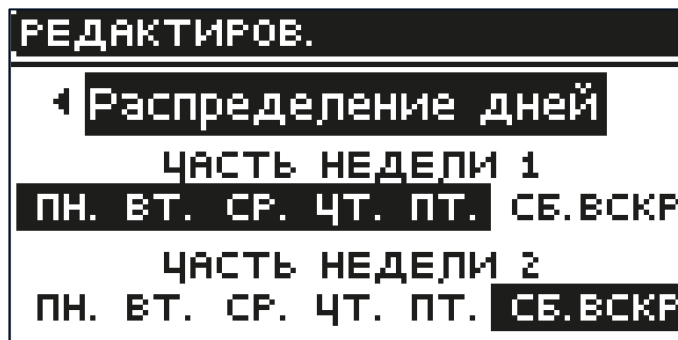 РЕДАКТИРОВ.
Распределение дней
ЧАСТЬ НЕДЕЛИ 1
ПН. ВТ. СР. ЧТ. ПТ. СБ.ВСКР
ЧАСТЬ НЕДЕЛИ 2
ПН. ВТ. СР. ЧТ. ПТ. СБ.ВСКР